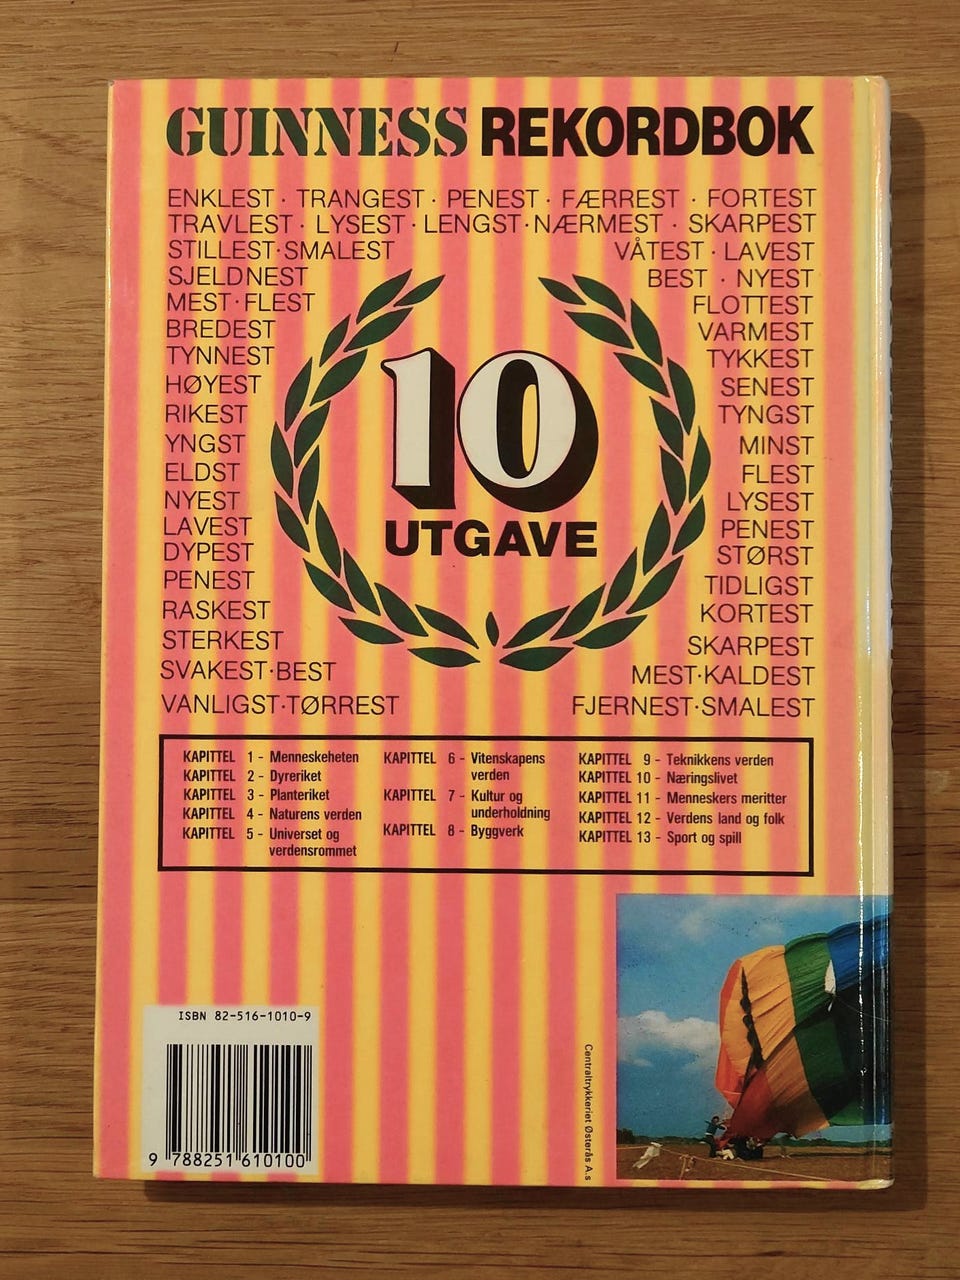 GUINNESS REKORDBOK
ENKLEST · TRANGEST · PENEST · FÆRREST · FORTEST
TRAVLEST · LYSEST · LENGST · NÆRMEST · SKARPEST
STILLEST · SMALEST
VÅTEST · LAVEST
SJELDNEST
BEST · NYEST
MEST · FLEST
FLOTTEST
BREDEST
VARMEST
TYNNEST
TYKKEST
HØYEST
SENEST
RIKEST
TYNGST
YNGST
MINST
ELDST
FLEST
NYEST
LYSEST
LAVEST
PENEST
DYPEST
STØRST
PENEST
TIDLIGST
RASKEST
KORTEST
STERKEST
SKARPEST
SVAKEST · BEST
MEST · KALDEST
VANLIGST · TØRREST
FJERNEST · SMALEST
10
UTGAVE
KAPITTEL 1 - Menneskeheten
KAPITTEL 2 - Dyreriket
KAPITTEL 3 - Planteriket
KAPITTEL 4 - Naturens verden
KAPITTEL 5 - Universet og
verdensrommet
KAPITTEL 6 - Vitenskapens
verden
KAPITTEL 7 - Kultur og
underholdning
KAPITTEL 8 - Byggverk
KAPITTEL 9 - Teknikkens verden
KAPITTEL 10 - Næringslivet
KAPITTEL 11 - Menneskers meritter
KAPITTEL 12 - Verdens land og folk
KAPITTEL 13 - Sport og spill
ISBN 82-516-1010-9
9 788251 610100
Centraltrykkeriet Østerås A.s